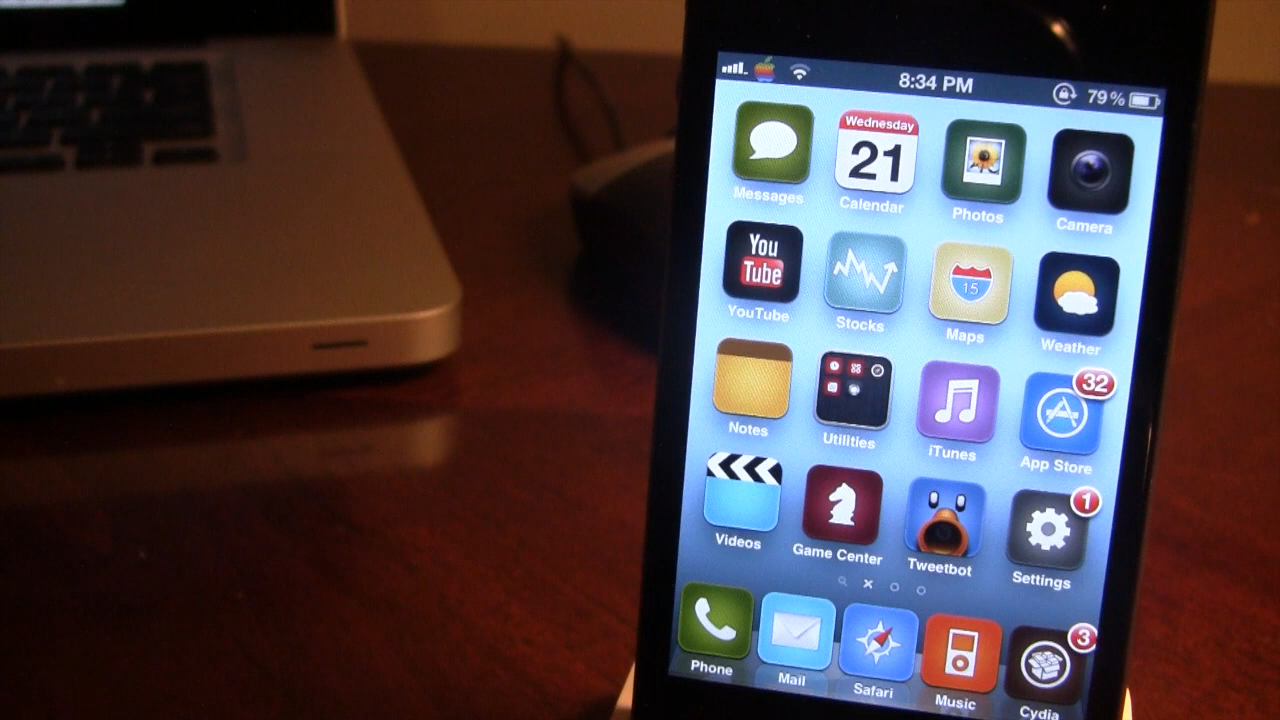 8:34 PM
79%
Wednesday
21
Messages
Calendar
Photos
Camera
You
Tube
15
YouTube
Stocks
Maps
Weather
32
Notes
Utilities
iTunes
App Store
1
Videos
Game Center
Tweetbot
Settings
3
Phone
Mail
Safari
Music
Cydia